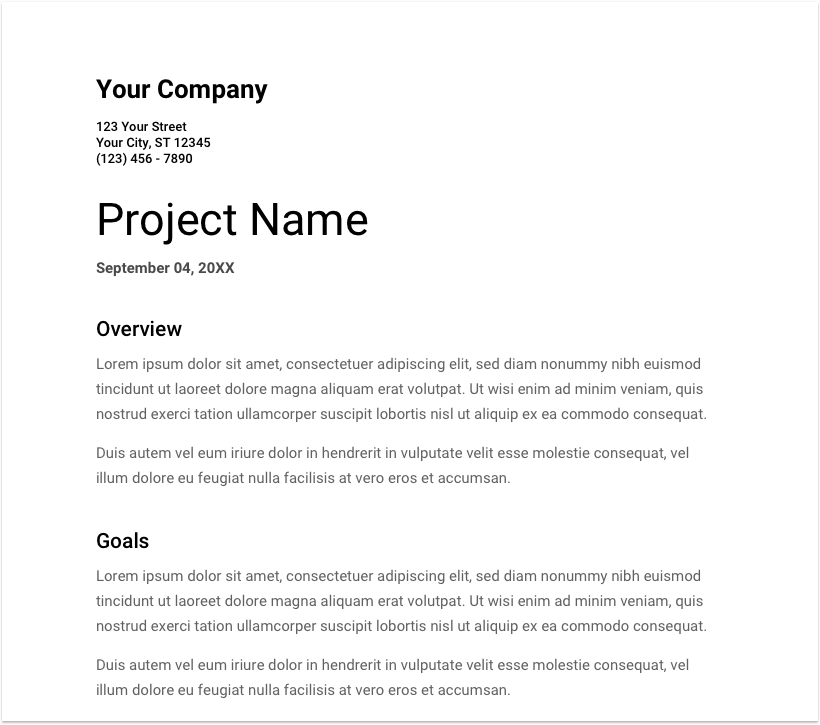 Your Company
123 Your Street
Your City, ST 12345
(123) 456 - 7890
Project Name
September 04, 20XX
Overview
Lorem ipsum dolor sit amet, consectetuer adipiscing elit, sed diam nonummy nibh euismod
tincidunt ut laoreet dolore magna aliquam erat volutpat. Ut wisi enim ad minim veniam, quis
nostrud exerci tation ullamcorper suscipit lobortis nisl ut aliquip ex ea commodo consequat.
Duis autem vel eum iriure dolor in hendrerit in vulputate velit esse molestie consequat, vel
illum dolore eu feugiat nulla facilisis at vero eros et accumsan.
Goals
Lorem ipsum dolor sit amet, consectetuer adipiscing elit, sed diam nonummy nibh euismod
tincidunt ut laoreet dolore magna aliquam erat volutpat. Ut wisi enim ad minim veniam, quis
nostrud exerci tation ullamcorper suscipit lobortis nisl ut aliquip ex ea commodo consequat.
Duis autem vel eum iriure dolor in hendrerit in vulputate velit esse molestie consequat, vel
illum dolore eu feugiat nulla facilisis at vero eros et accumsan.